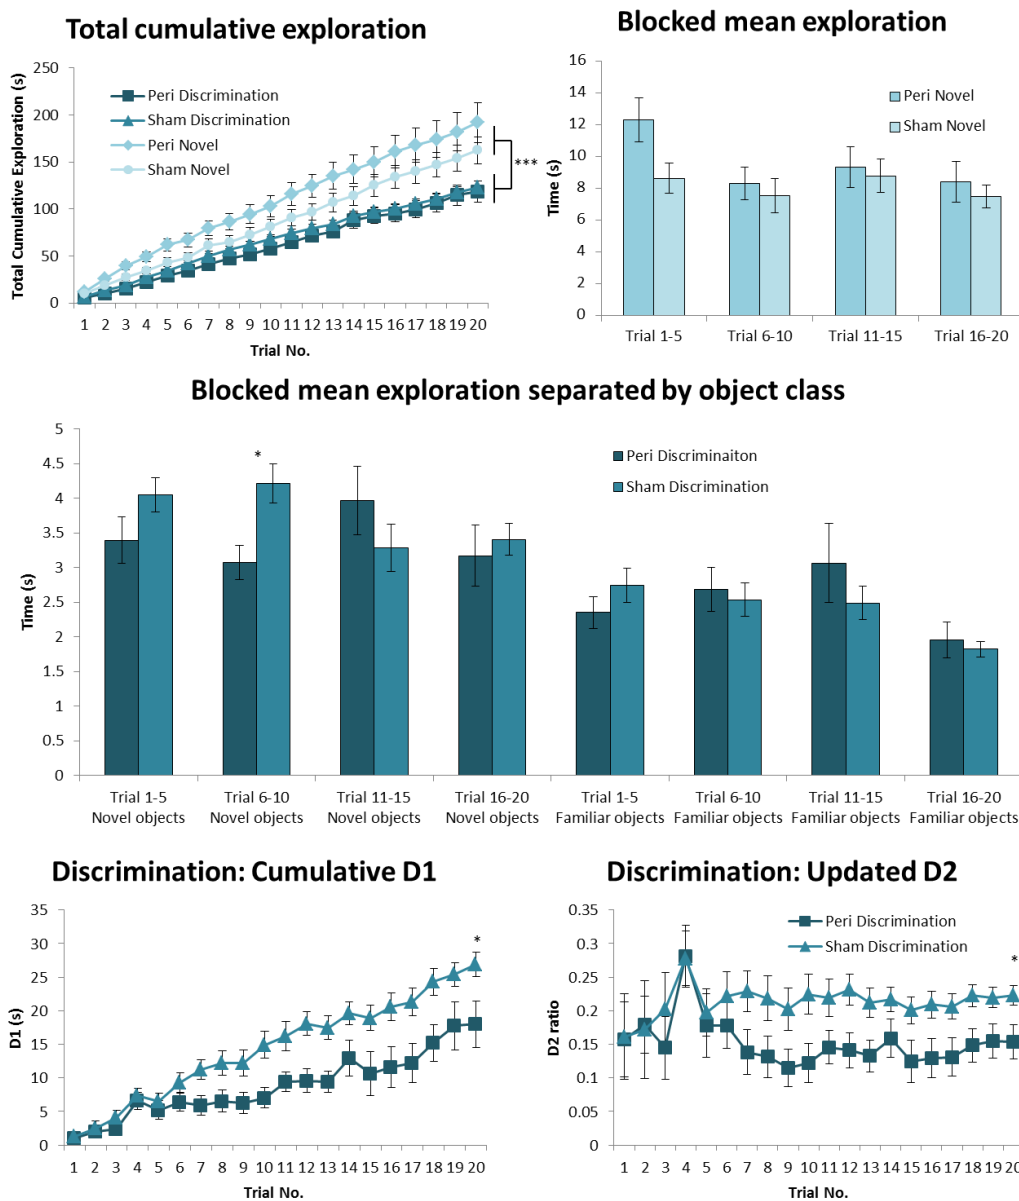 Total cumulative exploration
Total Cumulative Exploration (s)
250
200
150
100
50
0
Peri Discrimination
Sham Discrimination
Peri Novel
Sham Novel
***
1 2 3 4 5 6 7 8 9 10 11 12 13 14 15 16 17 18 19 20
Trial No.
Blocked mean exploration
Time (s)
16
14
12
10
8
6
4
2
0
Peri Novel
Sham Novel
Trial 1-5 Trial 6-10 Trial 11-15 Trial 16-20
Blocked mean exploration separated by object class
Time (s)
5
4.5
4
3.5
3
2.5
2
1.5
1
0.5
0
*
Peri Discriminaiton
Sham Discrimination
Trial 1-5 Trial 6-10 Trial 11-15 Trial 16-20 Trial 1-5 Trial 6-10 Trial 11-15 Trial 16-20
Novel objects Novel objects Novel objects Novel objects Familiar objects Familiar objects Familiar objects Familiar objects
Discrimination: Cumulative D1
D1 (s)
35
30
25
20
15
10
5
0
*
1 2 3 4 5 6 7 8 9 10 11 12 13 14 15 16 17 18 19 20
Trial No.
Discrimination: Updated D2
D2 ratio
0.35
0.3
0.25
0.2
0.15
0.1
0.05
0
Peri Discrimination
Sham Discrimination
*
1 2 3 4 5 6 7 8 9 10 11 12 13 14 15 16 17 18 19 20
Trial No.